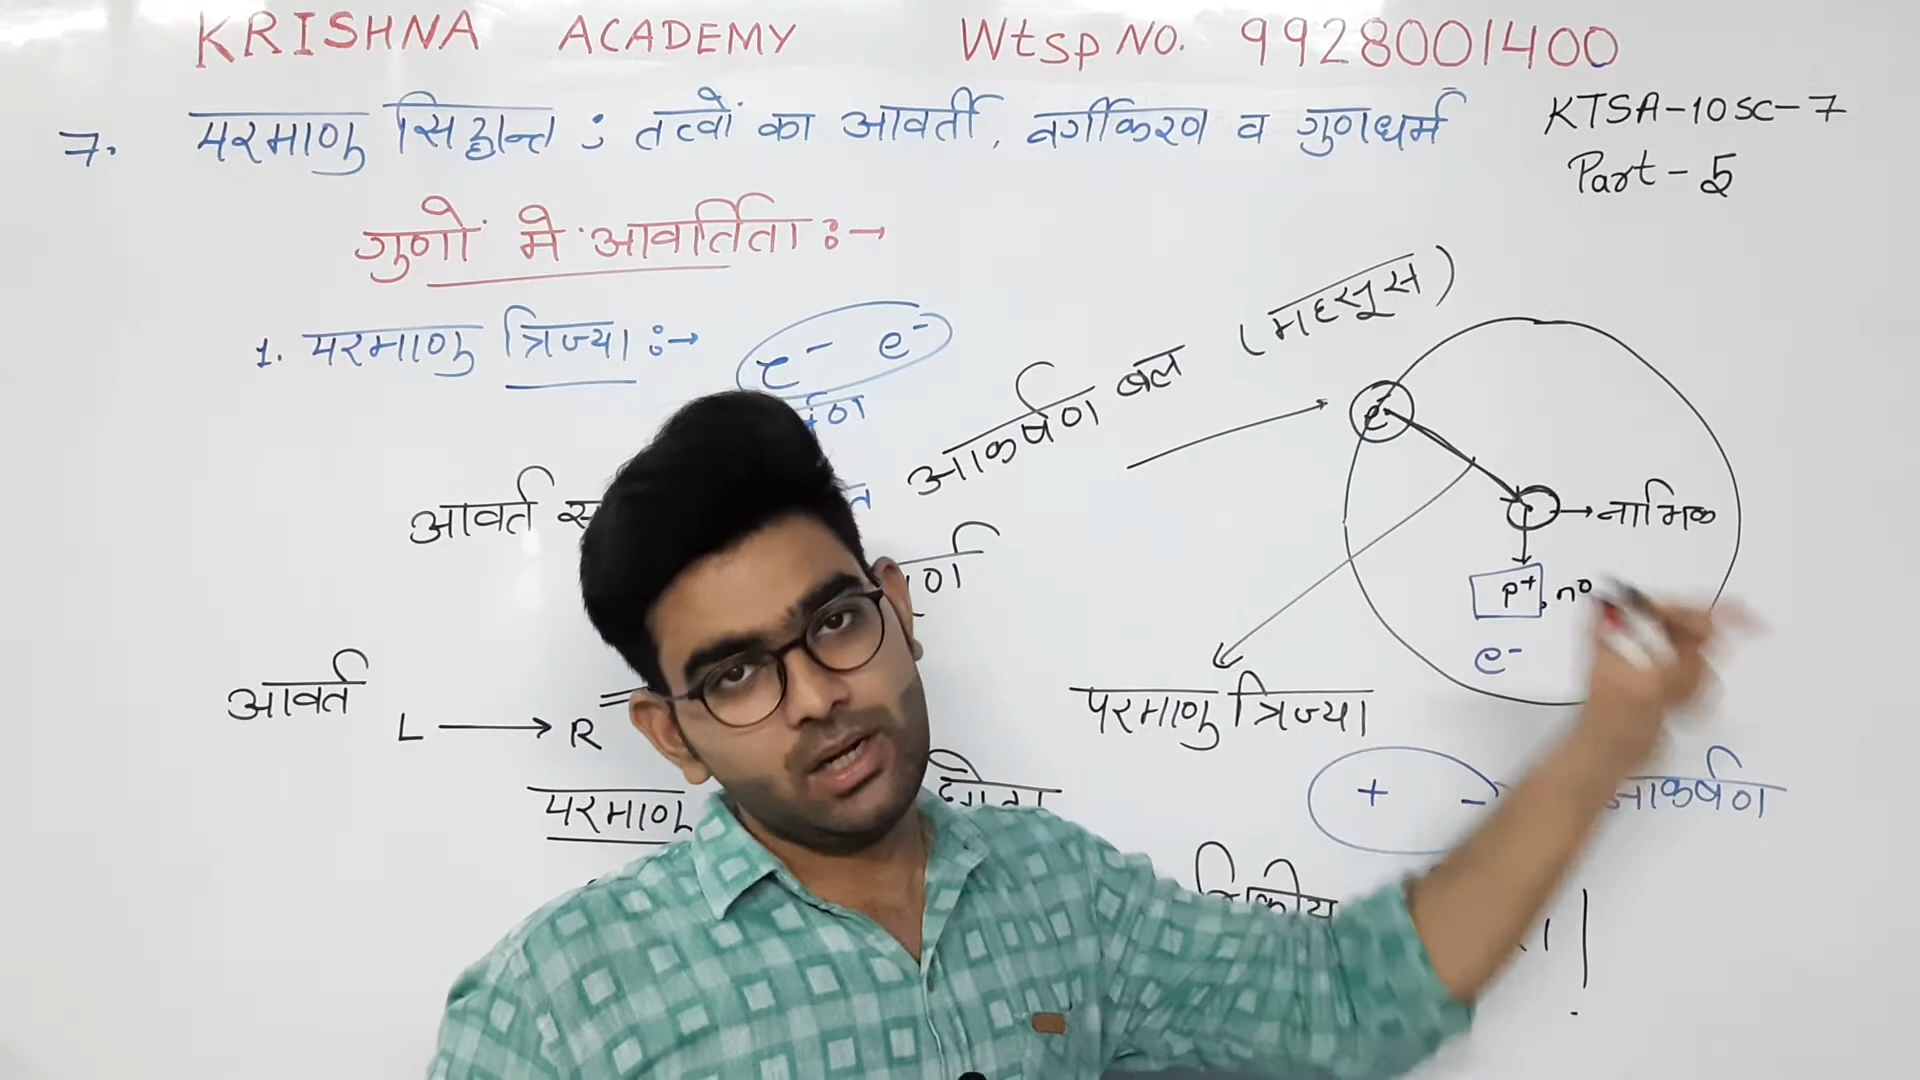 KRISHNA ACADEMY Wtsp NO. 9928001400
7. परमाणु सिद्धान्त : तत्वों का आवर्ती, वर्गीकरण व गुणधर्म
KTSA-10SC-7
Part-5
गुणों मे आवर्तिता :→
1. परमाणु त्रिज्या :→
e⁻ e⁻
आकर्षण बल (महसूस)
e⁻
→ नाभिक
आवर्त
p⁺, n⁰
e⁻
आवर्त L → R =
परमाणु त्रिज्या
परमाणु
+ - आकर्षण